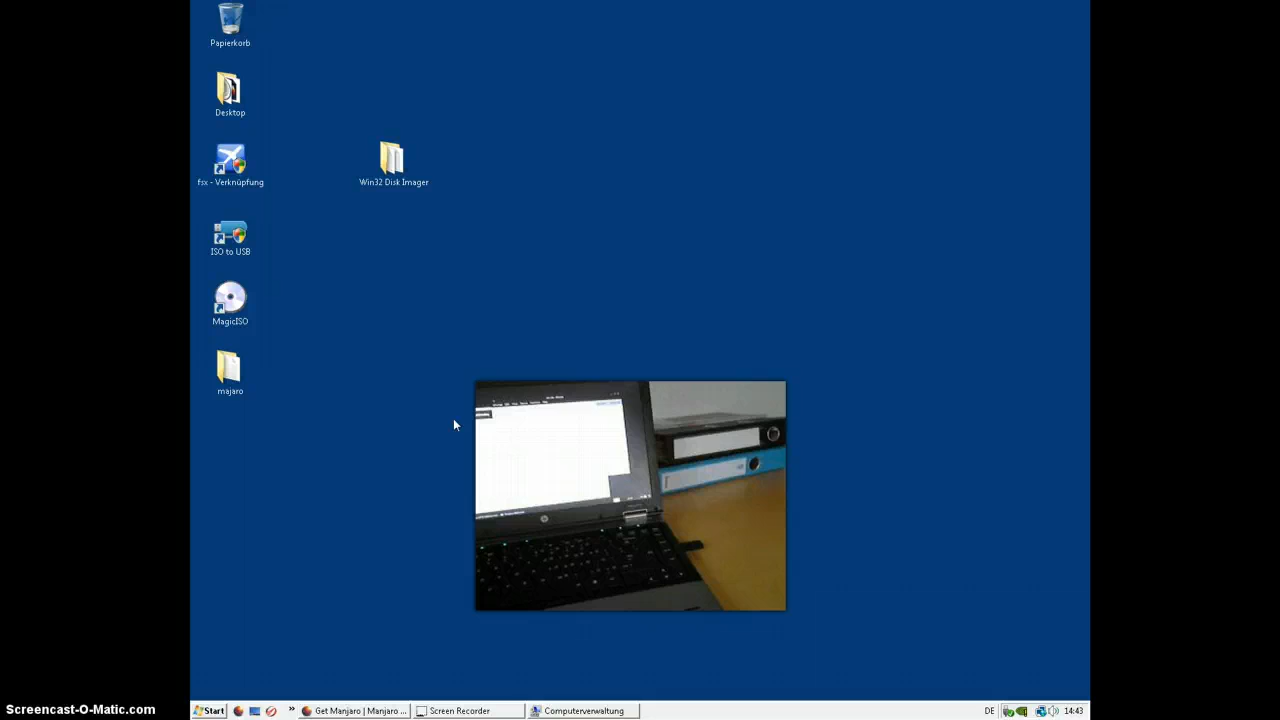 Papierkorb
Desktop
fsx - Verknüpfung
Win32 Disk Imager
ISO to USB
MagicISO
majaro
Screencast-O-Matic.com
Start
»
Get Manjaro | Manjaro ...
Screen Recorder
Computerverwaltung
DE
14:43